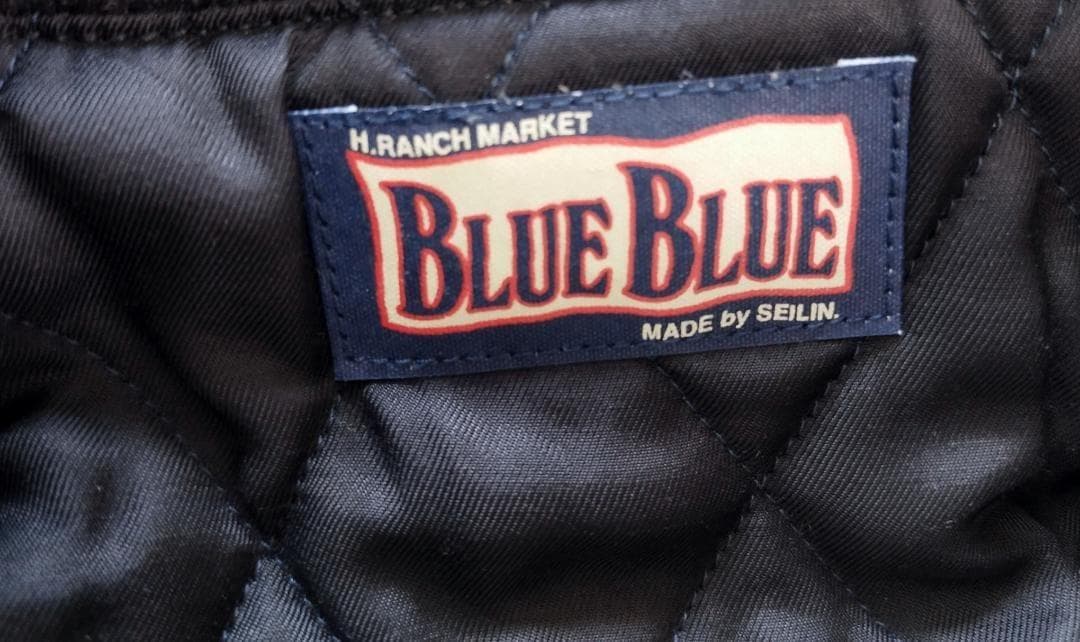 H.RANCH MARKET
BLUE BLUE
MADE by SEILIN.